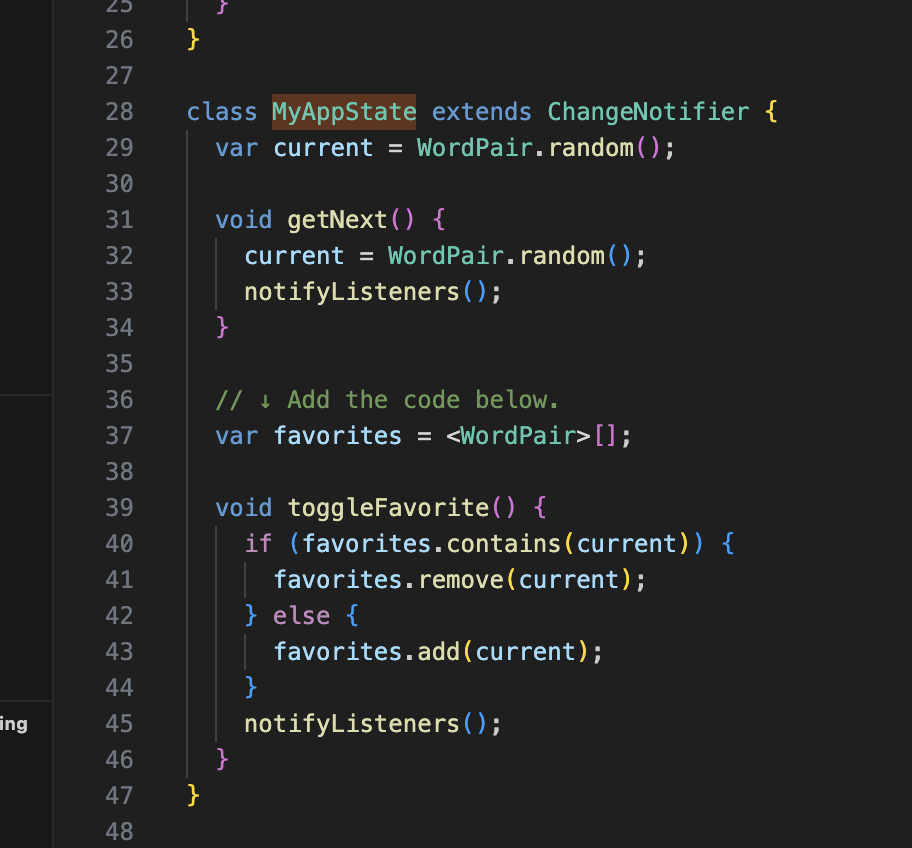 25 }
26 }
27
28 class MyAppState extends ChangeNotifier {
29 var current = WordPair.random();
30
31 void getNext() {
32 current = WordPair.random();
33 notifyListeners();
34 }
35
36 // ↓ Add the code below.
37 var favorites = <WordPair>[];
38
39 void toggleFavorite() {
40 if (favorites.contains(current)) {
41 favorites.remove(current);
42 } else {
43 favorites.add(current);
44 }
ing
45 notifyListeners();
46 }
47 }
48